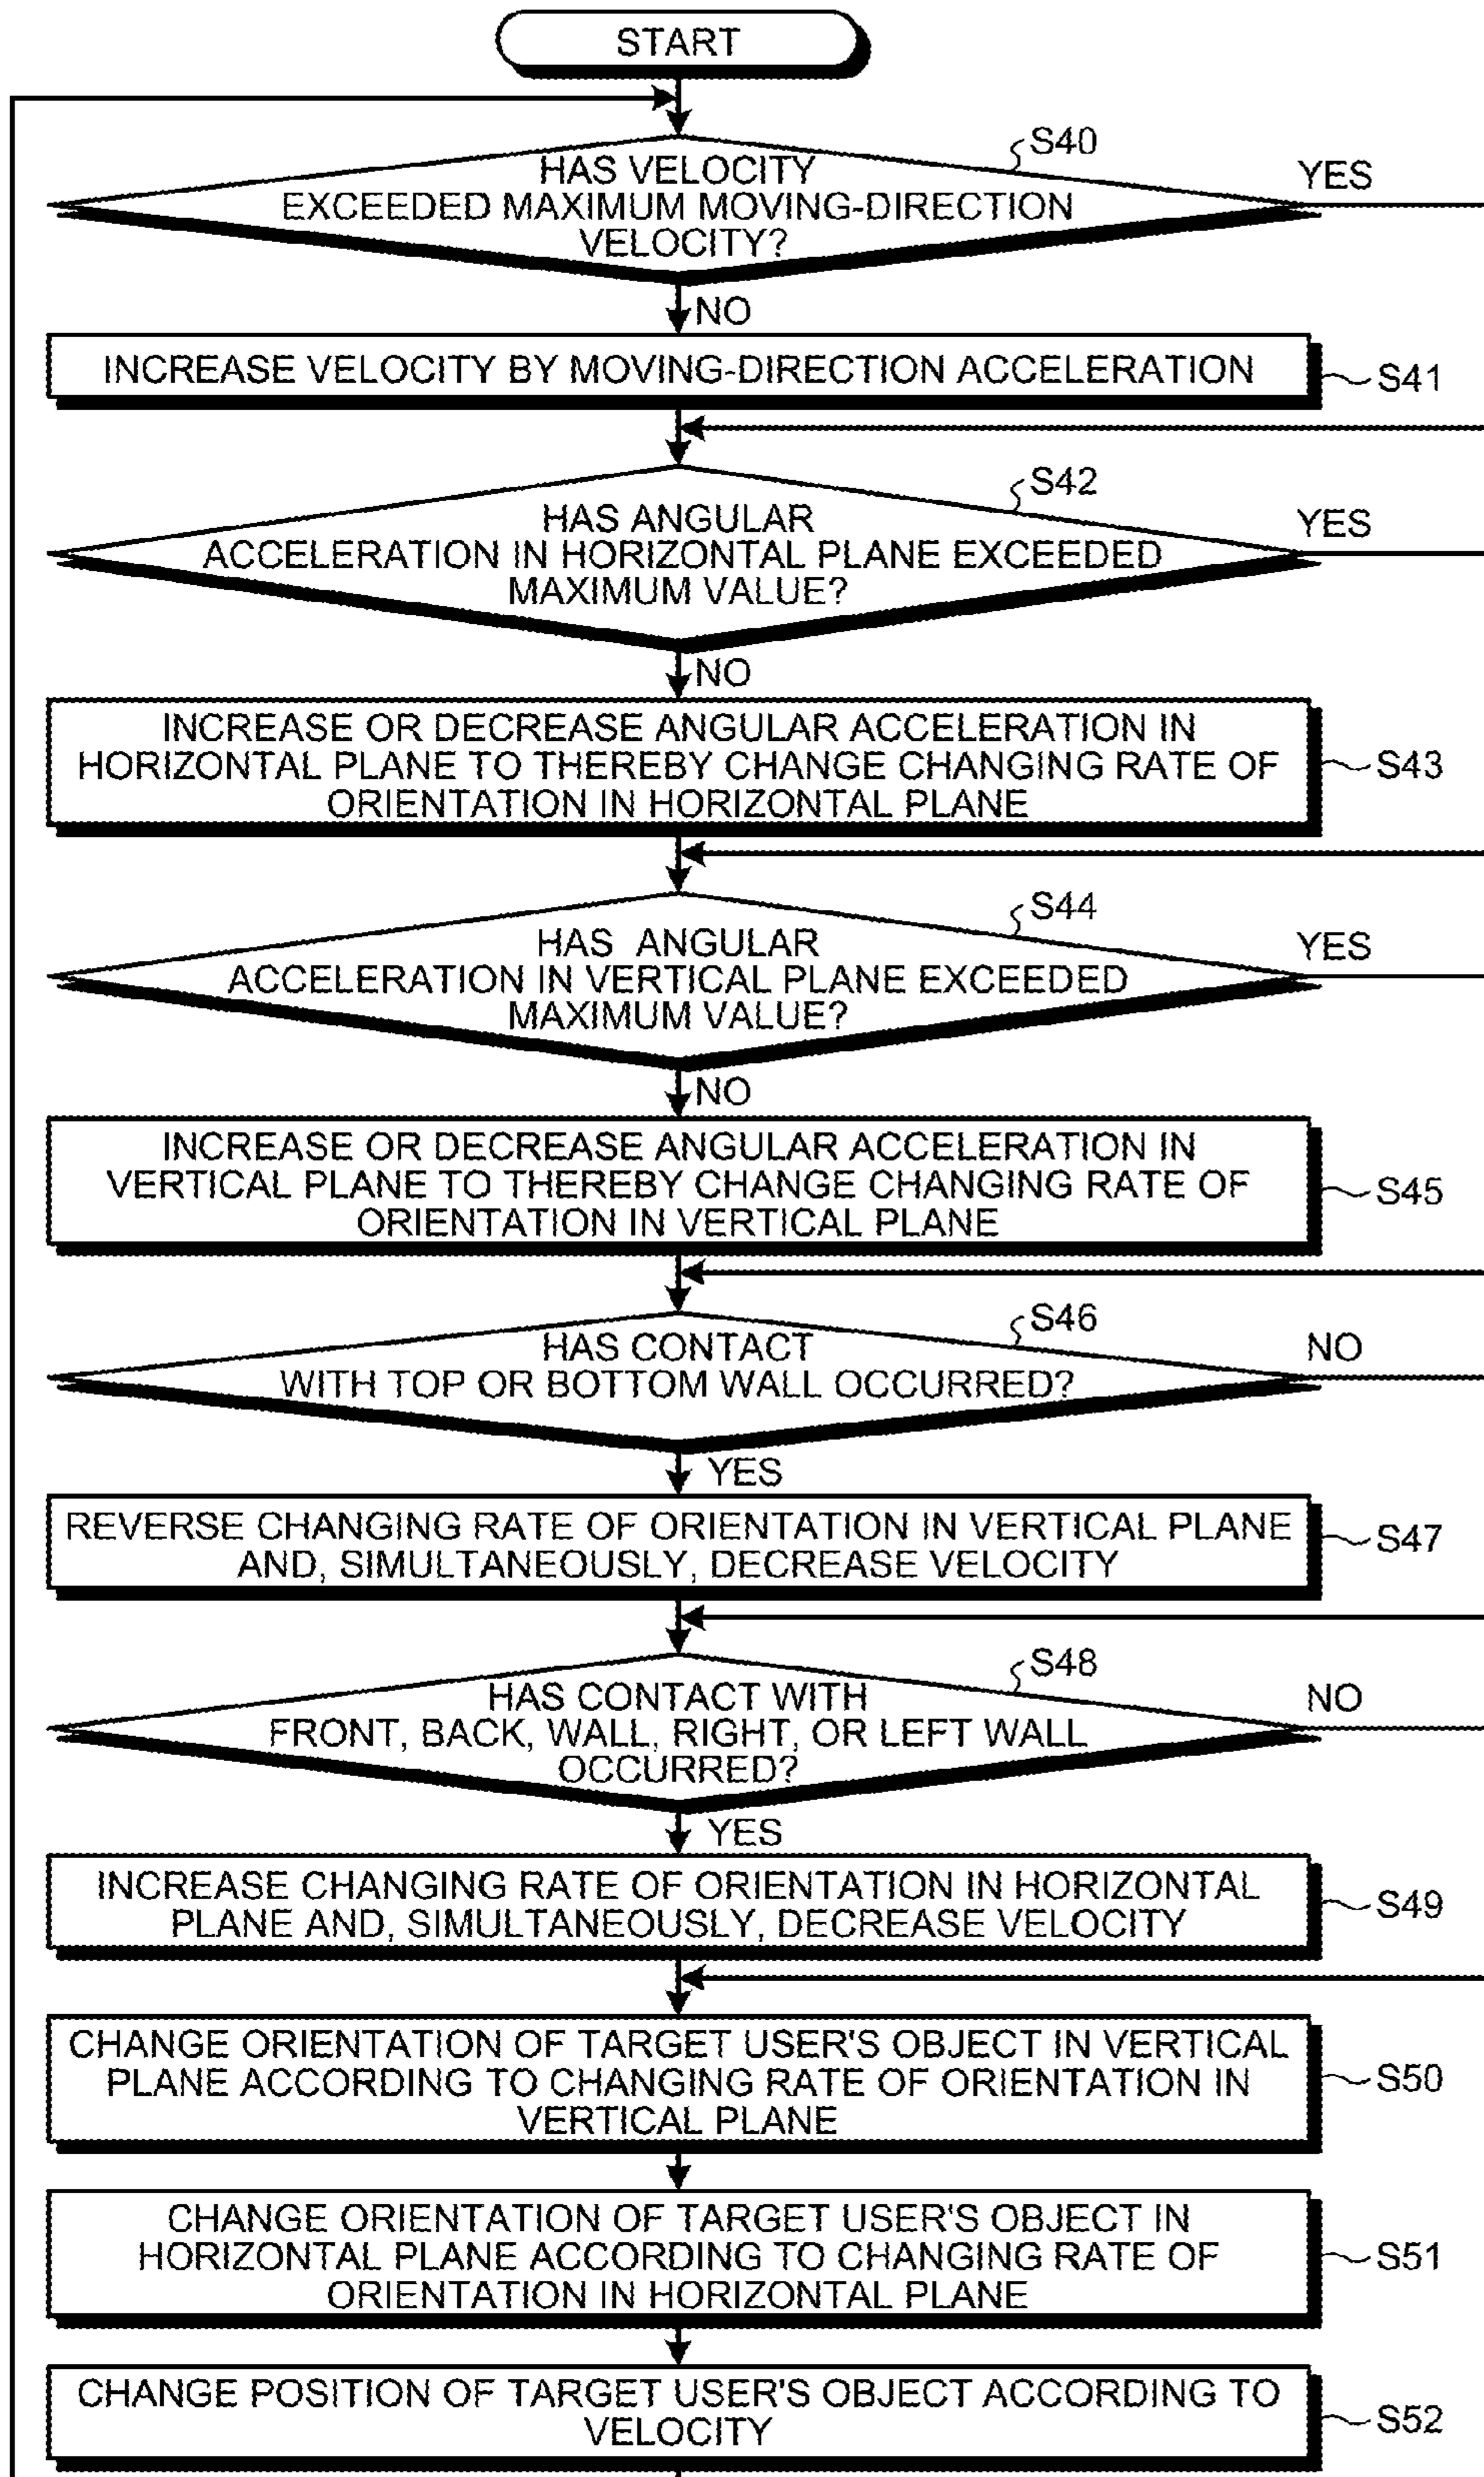 START
S40
HAS VELOCITY
EXCEEDED MAXIMUM MOVING-DIRECTION
VELOCITY?
YES
NO
INCREASE VELOCITY BY MOVING-DIRECTION ACCELERATION
S41
S42
HAS ANGULAR
ACCELERATION IN HORIZONTAL PLANE EXCEEDED
MAXIMUM VALUE?
YES
NO
INCREASE OR DECREASE ANGULAR ACCELERATION IN
HORIZONTAL PLANE TO THEREBY CHANGE CHANGING RATE OF
ORIENTATION IN HORIZONTAL PLANE
S43
S44
HAS ANGULAR
ACCELERATION IN VERTICAL PLANE EXCEEDED
MAXIMUM VALUE?
YES
NO
INCREASE OR DECREASE ANGULAR ACCELERATION IN
VERTICAL PLANE TO THEREBY CHANGE CHANGING RATE OF
ORIENTATION IN VERTICAL PLANE
S45
S46
HAS CONTACT
WITH TOP OR BOTTOM WALL OCCURRED?
NO
YES
REVERSE CHANGING RATE OF ORIENTATION IN VERTICAL PLANE
AND, SIMULTANEOUSLY, DECREASE VELOCITY
S47
S48
HAS CONTACT WITH
FRONT, BACK, WALL, RIGHT, OR LEFT WALL
OCCURRED?
NO
YES
INCREASE CHANGING RATE OF ORIENTATION IN HORIZONTAL
PLANE AND, SIMULTANEOUSLY, DECREASE VELOCITY
S49
CHANGE ORIENTATION OF TARGET USER'S OBJECT IN VERTICAL
PLANE ACCORDING TO CHANGING RATE OF ORIENTATION IN
VERTICAL PLANE
S50
CHANGE ORIENTATION OF TARGET USER'S OBJECT IN
HORIZONTAL PLANE ACCORDING TO CHANGING RATE OF
ORIENTATION IN HORIZONTAL PLANE
S51
CHANGE POSITION OF TARGET USER'S OBJECT ACCORDING TO
VELOCITY
S52